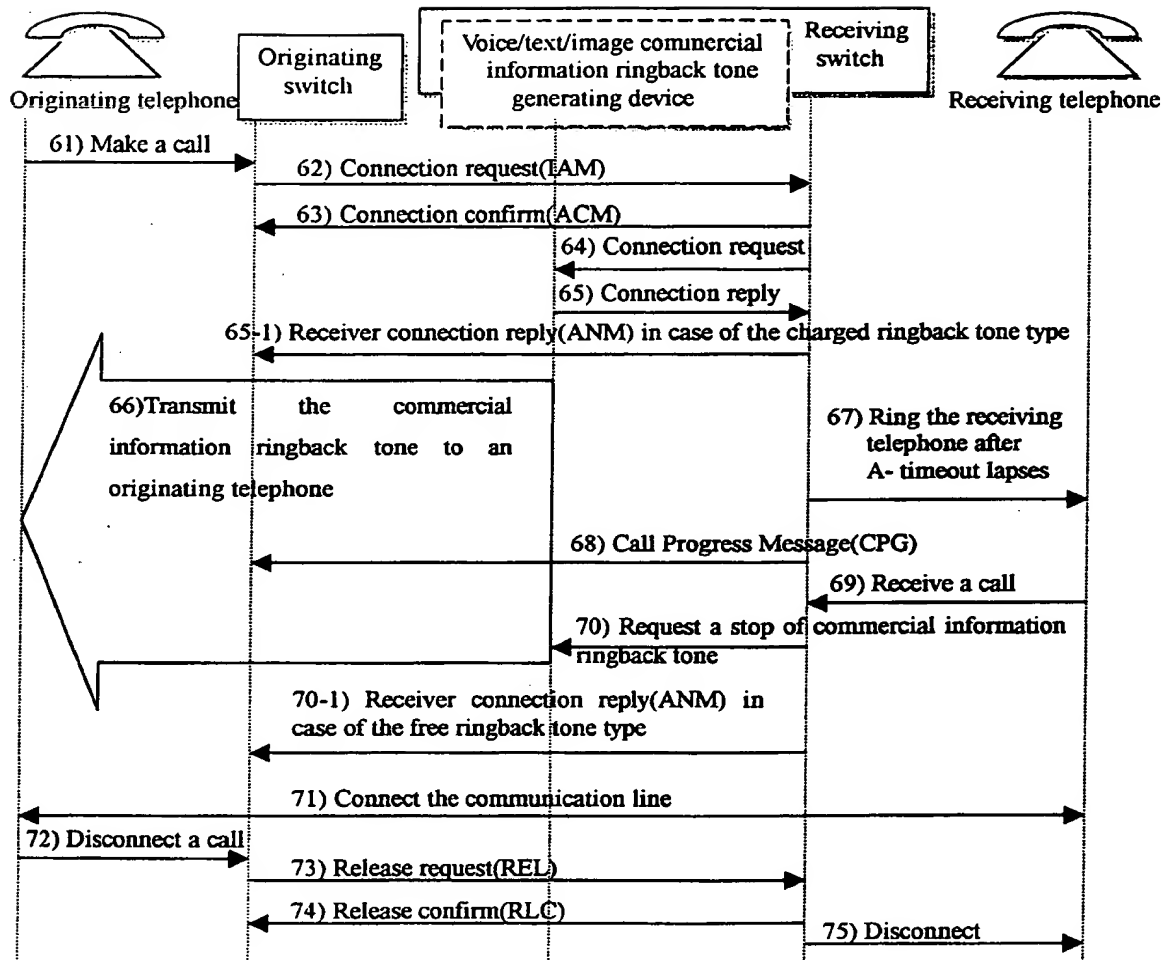 Voice/text/image commercial
information ringback tone
generating device
Receiving
switch
Originating
switch
Originating telephone
Receiving telephone
61) Make a call
62) Connection request(IAM)
63) Connection confirm(ACM)
64) Connection request
65) Connection reply
65-1) Receiver connection reply(ANM) in case of the charged ringback tone type
66)Transmit the commercial
information ringback tone to an
originating telephone
67) Ring the receiving
telephone after
A- timeout lapses
68) Call Progress Message(CPG)
69) Receive a call
70) Request a stop of commercial information
ringback tone
70-1) Receiver connection reply(ANM) in
case of the free ringback tone type
71) Connect the communication line
72) Disconnect a call
73) Release request(REL)
74) Release confirm(RLC)
75) Disconnect